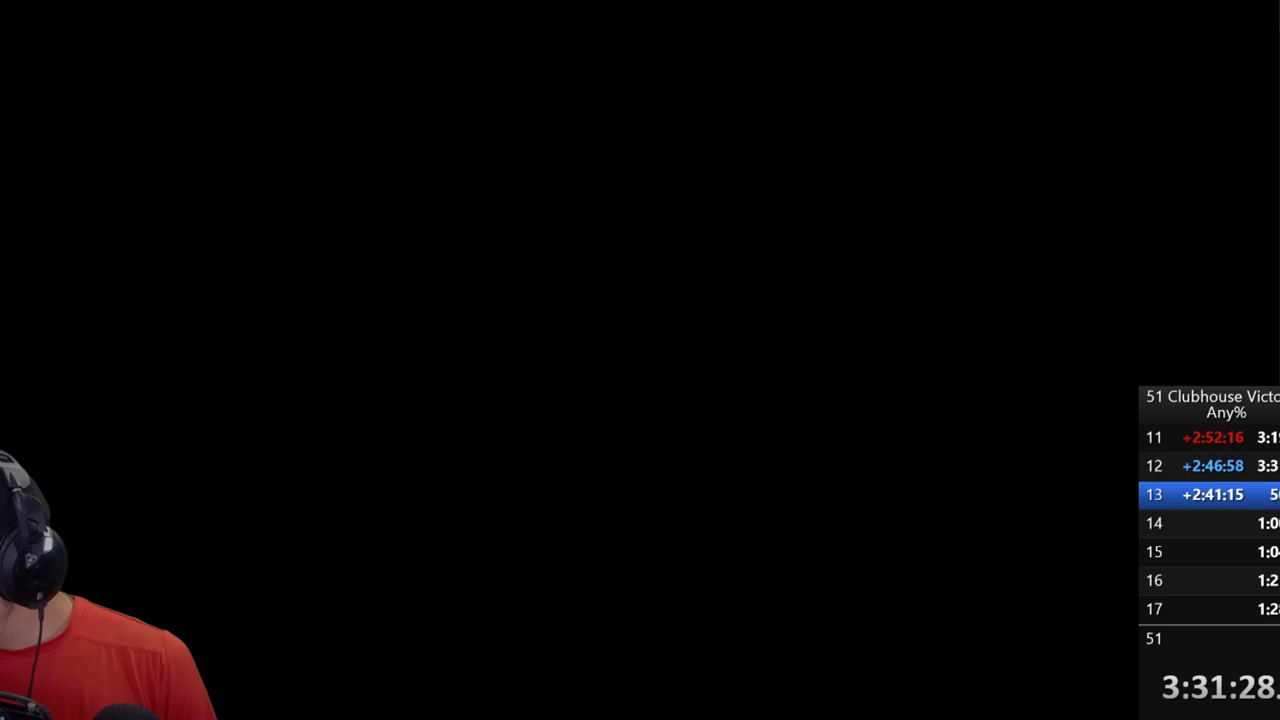 51 Clubhouse Victo
Any%
11 +2:52:16 3:19
12 +2:46:58 3:3
13 +2:41:15
14 1:0
15 1:0
16 1:2
17 1:2
51
3:31:28.